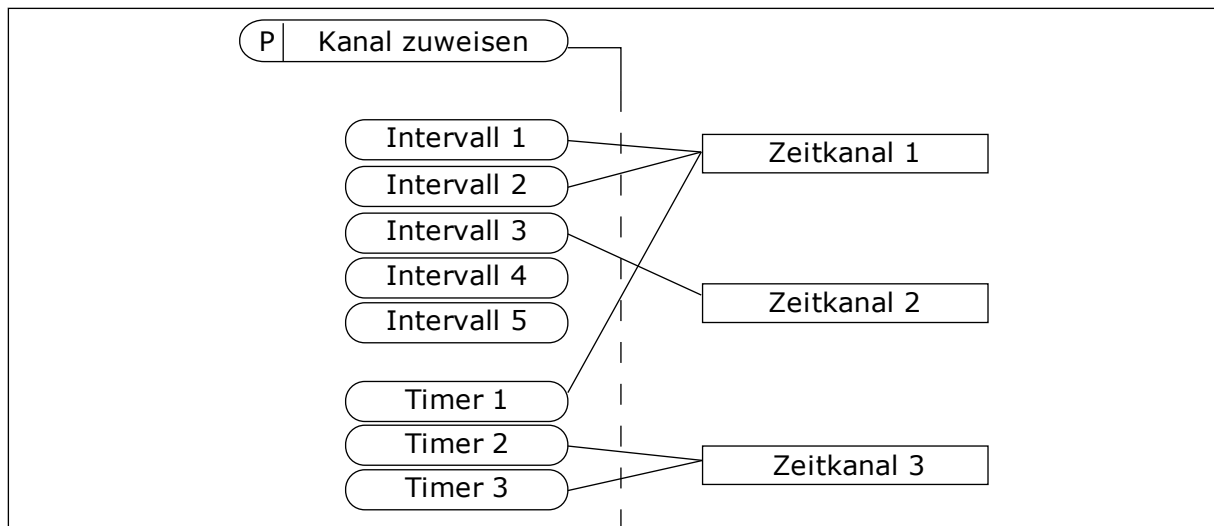 P Kanal zuweisen
Intervall 1
Intervall 2
Intervall 3
Intervall 4
Intervall 5
Timer 1
Timer 2
Timer 3
Zeitkanal 1
Zeitkanal 2
Zeitkanal 3